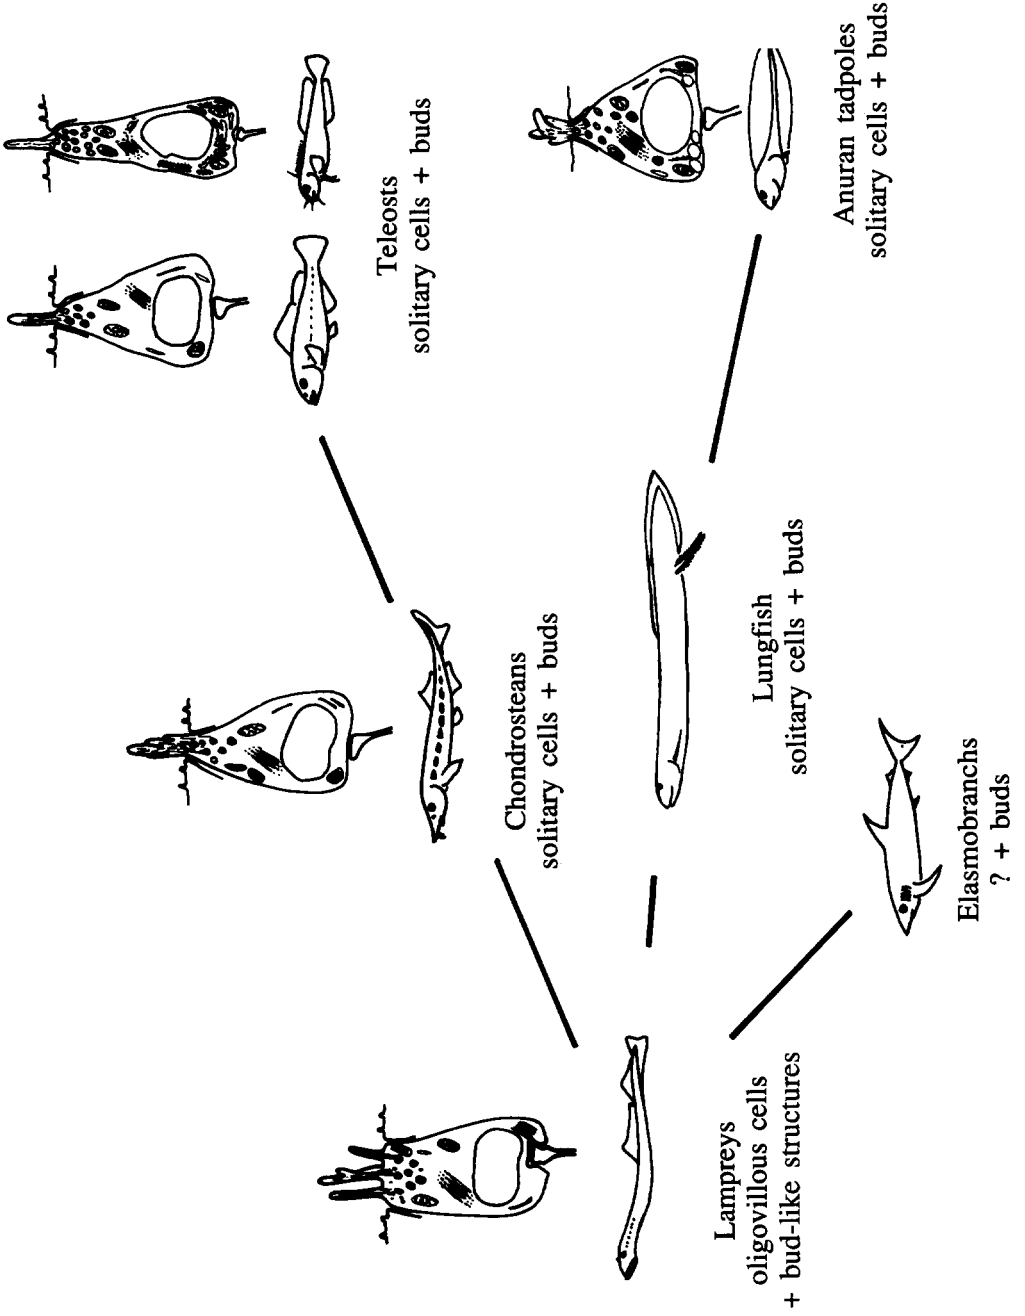 Teleosts
solitary cells + buds
Anuran tadpoles
solitary cells + buds
Chondrosteans
solitary cells + buds
Lungfish
solitary cells + buds
Elasmobranchs
? + buds
Lampreys
oligovillous cells
+ bud-like structures